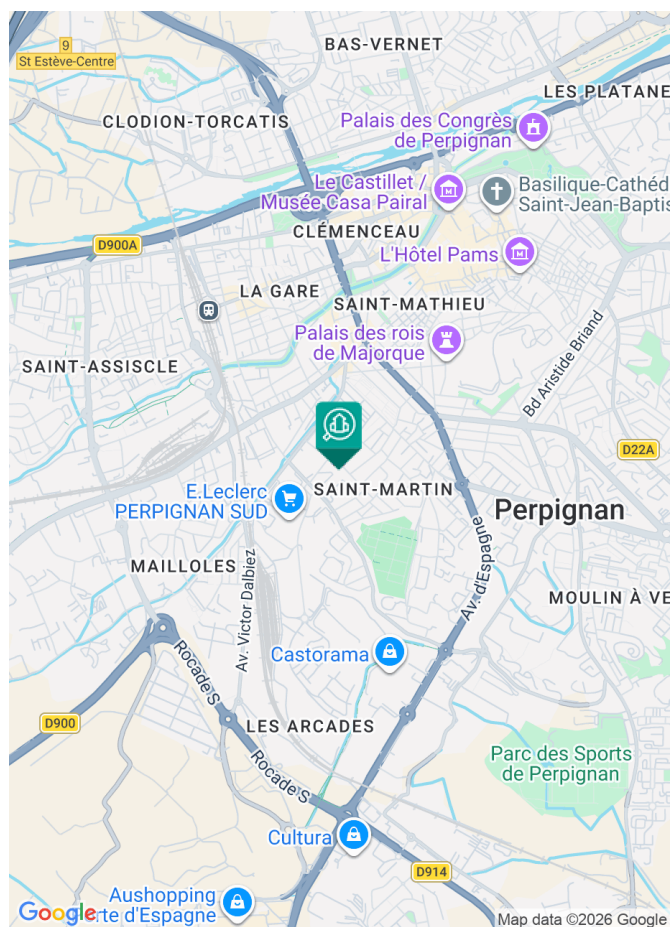 BAS-VERNET
9
St Estève-Centre
LES PLATANE
CLODION-TORCATIS
Palais des Congrès
de Perpignan
Le Castillet /
Musée Casa Pairal
Basilique-Cathéd
Saint-Jean-Baptis
CLÉMENCEAU
D900A
L'Hôtel Pams
LA GARE
SAINT-MATHIEU
Palais des rois
de Majorque
Bd Aristide Briand
SAINT-ASSISCLE
D22A
E.Leclerc
PERPIGNAN SUD
SAINT-MARTIN
Perpignan
MAILLOLES
Av. Victor Dalbiez
Av. d'Espagne
MOULIN À VE
Castorama
Rocade S
D900
LES ARCADES
Parc des Sports
de Perpignan
Rocade S
Cultura
D914
Aushopping
rte d'Espagne
Google
Map data ©2026 Google